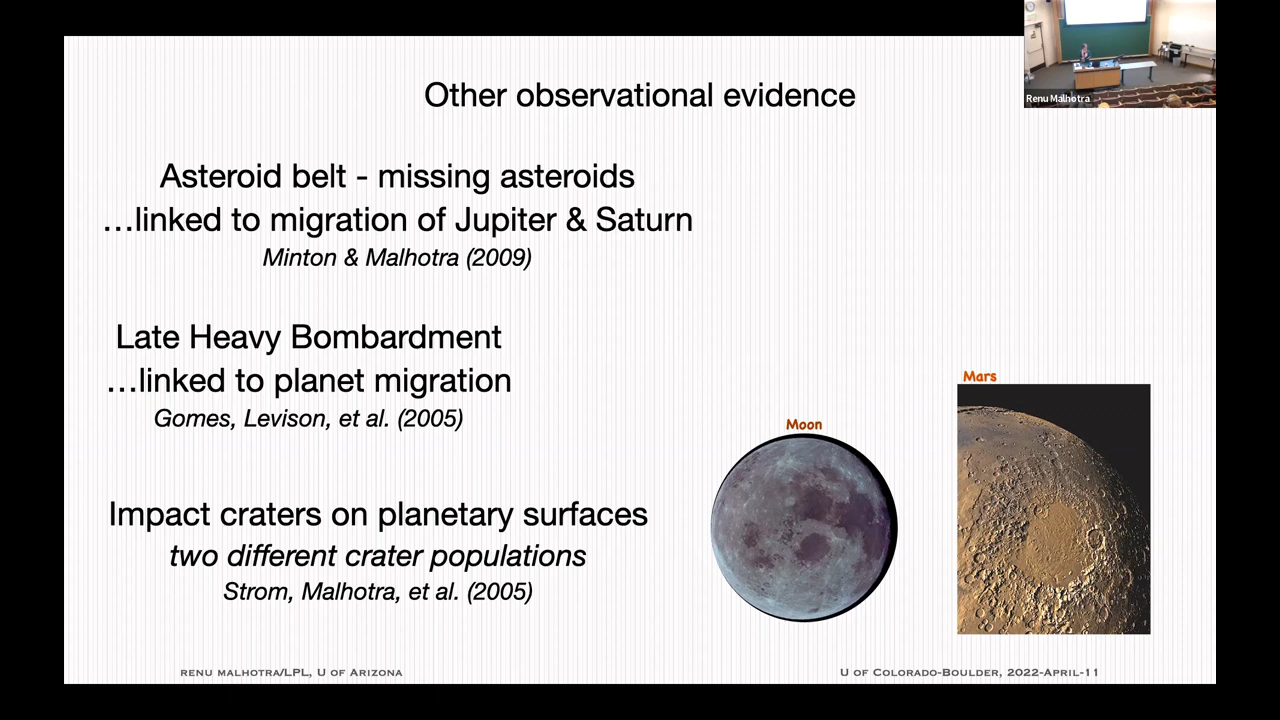 Renu Malhotra
Other observational evidence
Asteroid belt - missing asteroids
…linked to migration of Jupiter & Saturn
Minton & Malhotra (2009)
Late Heavy Bombardment
…linked to planet migration
Gomes, Levison, et al. (2005)
Impact craters on planetary surfaces
two different crater populations
Strom, Malhotra, et al. (2005)
Moon
Mars
RENU MALHOTRA/LPL, U OF ARIZONA
U OF COLORADO-BOULDER, 2022-APRIL-11